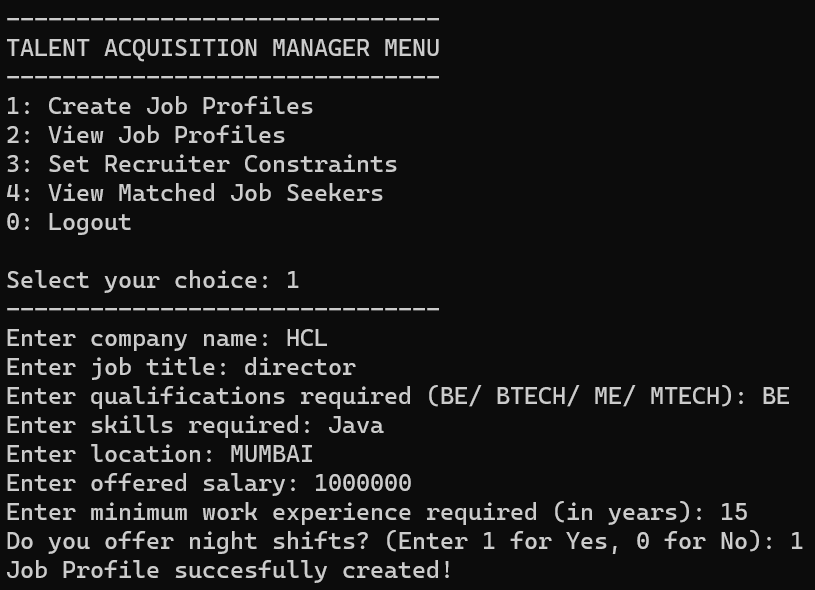 -------------------------------
TALENT ACQUISITION MANAGER MENU
-------------------------------
1: Create Job Profiles
2: View Job Profiles
3: Set Recruiter Constraints
4: View Matched Job Seekers
0: Logout

Select your choice: 1
-------------------------------
Enter company name: HCL
Enter job title: director
Enter qualifications required (BE/ BTECH/ ME/ MTECH): BE
Enter skills required: Java
Enter location: MUMBAI
Enter offered salary: 1000000
Enter minimum work experience required (in years): 15
Do you offer night shifts? (Enter 1 for Yes, 0 for No): 1
Job Profile succesfully created!